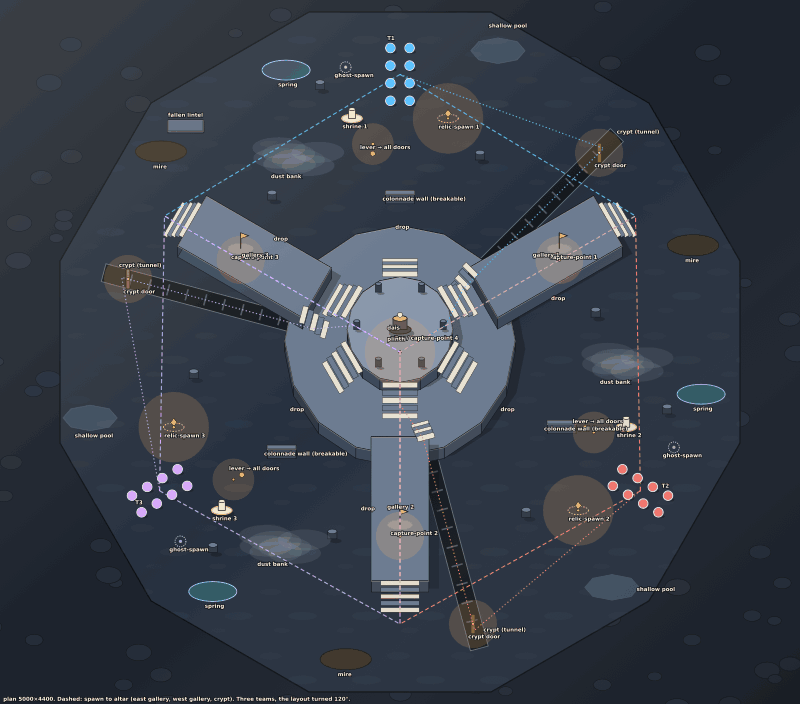 shallow pool
T1
ghost-spawn
spring
fallen lintel
shrine 1
relic-spawn 1
crypt (tunnel)
lever → all doors
crypt door
mire
dust bank
colonnade wall (breakable)
drop
drop
mire
gallery
capture-point 3
gallery
capture-point 1
crypt (tunnel)
crypt door
drop
dais
plinth
capture-point 4
dust bank
spring
drop
drop
lever → all doors
colonnade wall (breakable)
shallow pool
relic-spawn 3
shrine 2
colonnade wall (breakable)
ghost-spawn
lever → all doors
T2
T3
drop
gallery 2
shrine 3
relic-spawn 2
capture-point 2
ghost-spawn
dust bank
shallow pool
spring
crypt (tunnel)
crypt door
mire
plan 5000×4400. Dashed: spawn to altar (east gallery, west gallery, crypt). Three teams, the layout turned 120°.